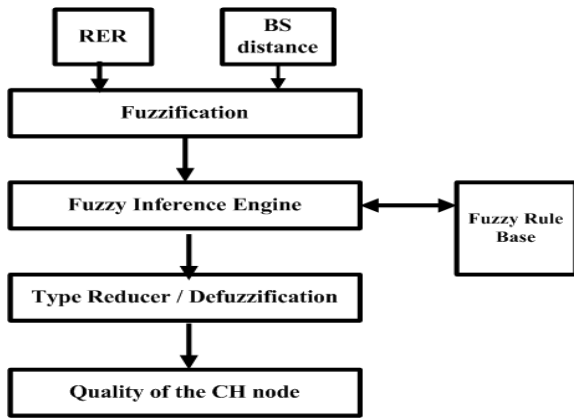 RER
BS
distance
Fuzzification
Fuzzy Inference Engine
Fuzzy Rule
Base
Type Reducer / Defuzzification
Quality of the CH node